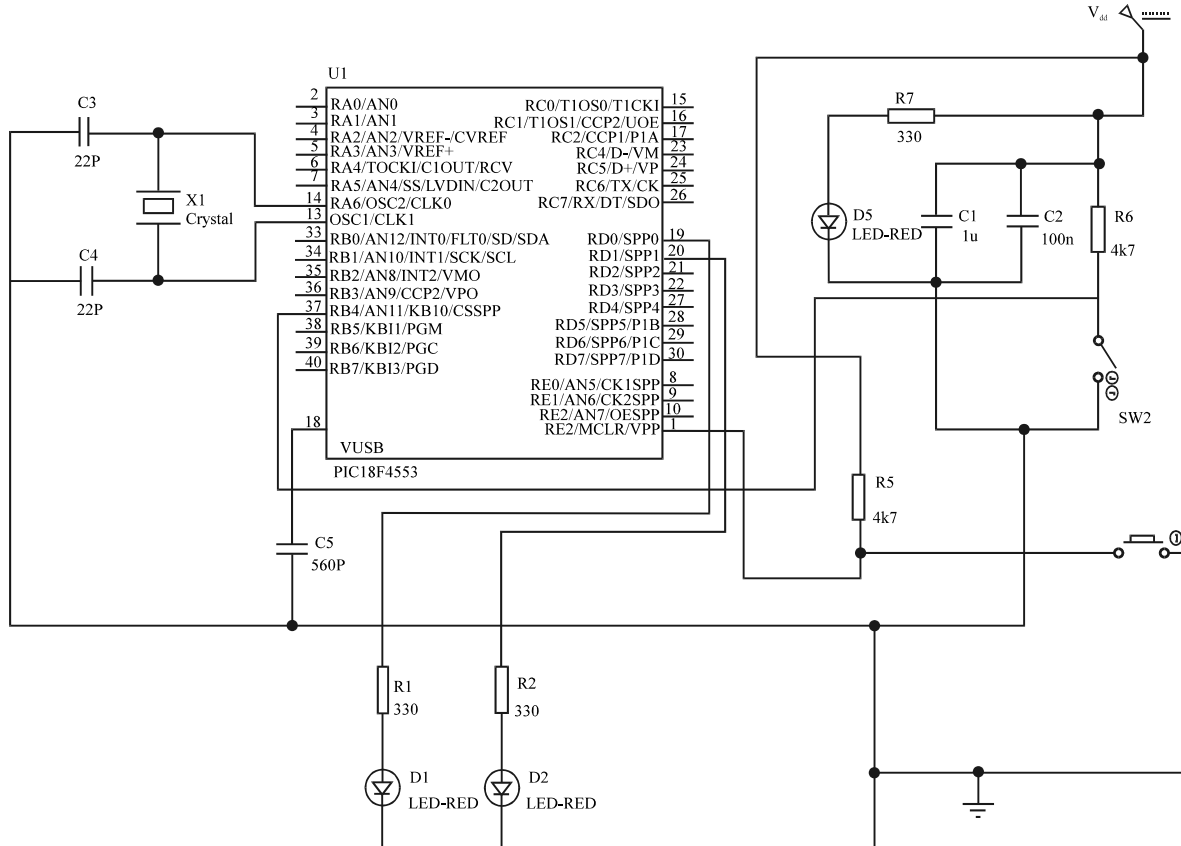 V dd
U1
C3
22P
X1
Crystal
C4
22P
2 RA0/AN0
3 RA1/AN1
4 RA2/AN2/VREF-/CVREF
5 RA3/AN3/VREF+
6 RA4/TOCKI/C1OUT/RCV
7 RA5/AN4/SS/LVDIN/C2OUT
14 RA6/OSC2/CLK0
13 OSC1/CLK1
33 RB0/AN12/INT0/FLT0/SD/SDA
34 RB1/AN10/INT1/SCK/SCL
35 RB2/AN8/INT2/VMO
36 RB3/AN9/CCP2/VPO
37 RB4/AN11/KB10/CSSPP
38 RB5/KBI1/PGM
39 RB6/KBI2/PGC
40 RB7/KBI3/PGD
18
VUSB
PIC18F4553
RC0/T1OS0/T1CKI 15
RC1/T1OS1/CCP2/UOE 16
RC2/CCP1/P1A 17
RC4/D-/VM 23
RC5/D+/VP 24
RC6/TX/CK 25
RC7/RX/DT/SDO 26
RD0/SPP0 19
RD1/SPP1 20
RD2/SPP2 21
RD3/SPP3 22
RD4/SPP4 27
RD5/SPP5/P1B 28
RD6/SPP6/P1C 29
RD7/SPP7/P1D 30
RE0/AN5/CK1SPP 8
RE1/AN6/CK2SPP 9
RE2/AN7/OESPP 10
RE2/MCLR/VPP 1
R7
330
D5
LED-RED
C1
1u
C2
100n
R6
4k7
SW2
R5
4k7
C5
560P
R1
330
R2
330
D1
LED-RED
D2
LED-RED